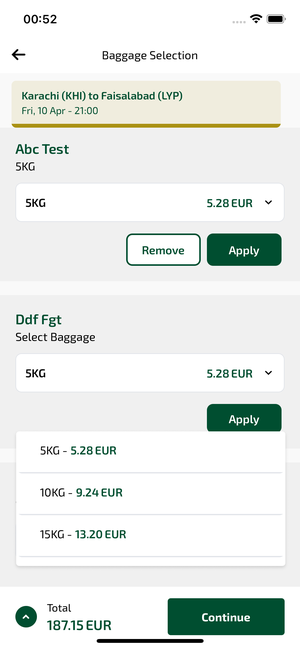 00:52
Baggage Selection
Karachi (KHI) to Faisalabad (LYP)
Fri, 10 Apr - 21:00
Abc Test
5KG
5KG 5.28 EUR
Remove Apply
Ddf Fgt
Select Baggage
5KG 5.28 EUR
Apply
5KG - 5.28 EUR
10KG - 9.24 EUR
15KG - 13.20 EUR
Total
187.15 EUR
Continue